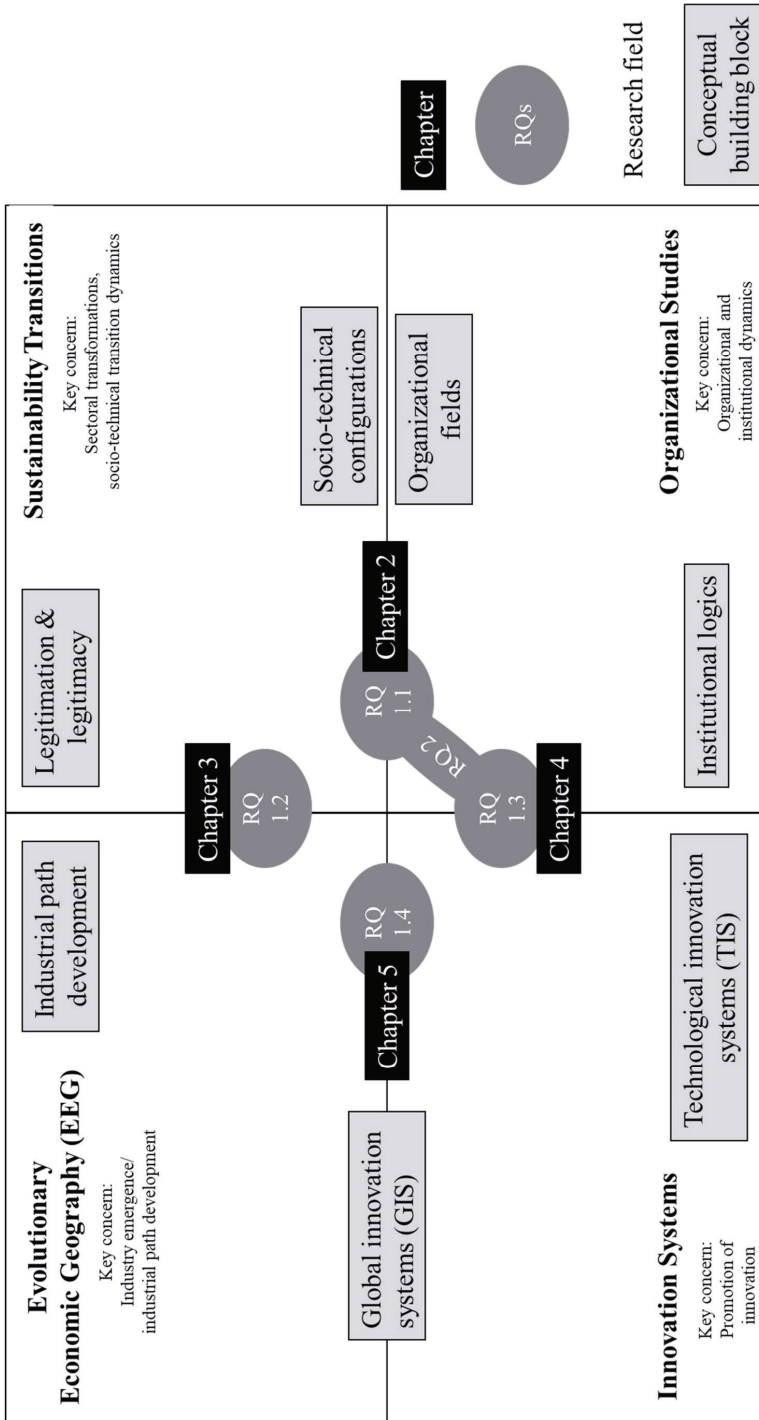 Evolutionary
Economic Geography (EEG)
Key concern:
Industry emergence/
industrial path development
Industrial path
development
Legitimation &
legitimacy
Sustainability Transitions
Key concern:
Sectoral transformations,
socio-technical transition dynamics
Chapter 3
RQ
1.2
Global innovation
systems (GIS)
Chapter 5
RQ
1.4
RQ
1.1
Chapter 2
RQ 2
Socio-technical
configurations
Organizational
fields
RQ
1.3
Chapter 4
Innovation Systems
Key concern:
Promotion of
innovation
Technological innovation
systems (TIS)
Institutional logics
Organizational Studies
Key concern:
Organizational and
institutional dynamics
Chapter
RQs
Research field
Conceptual
building block